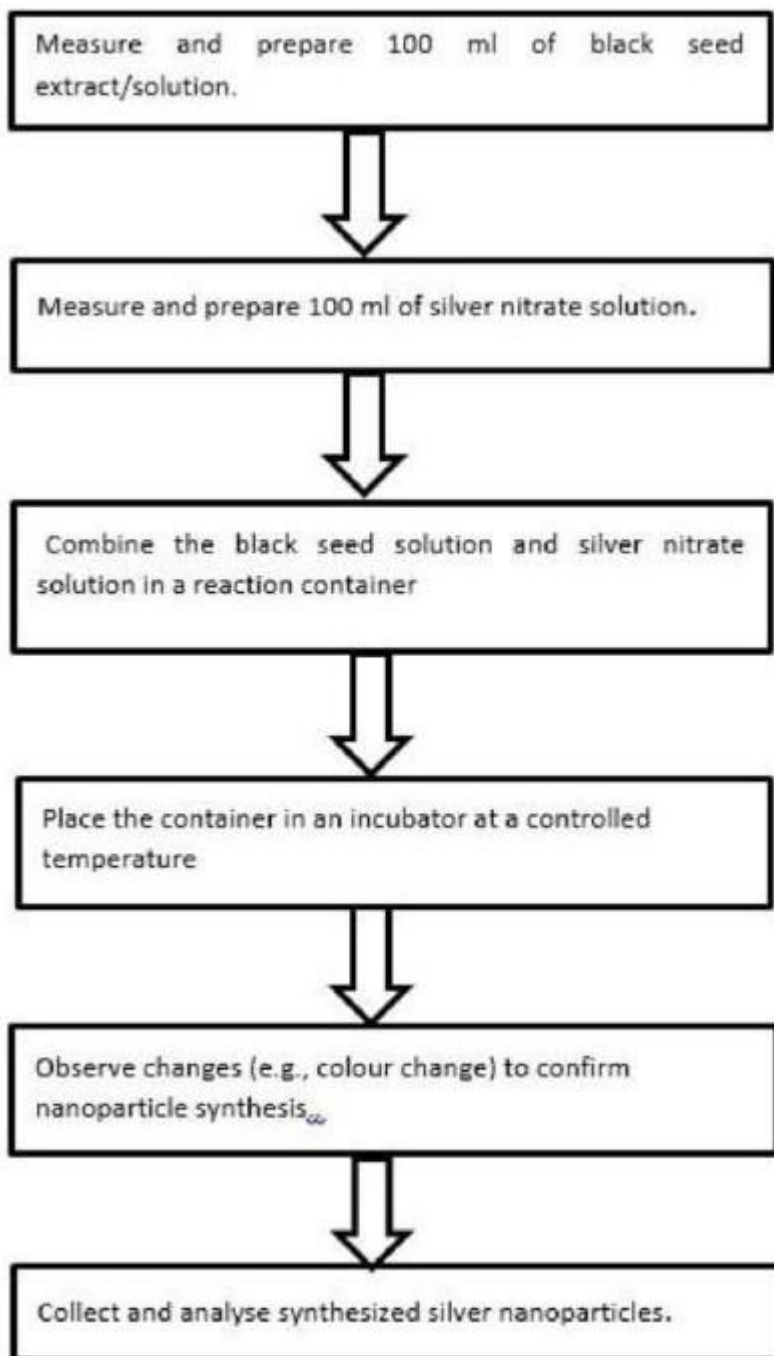 Measure and prepare 100 ml of black seed
extract/solution.
Measure and prepare 100 ml of silver nitrate solution.
Combine the black seed solution and silver nitrate
solution in a reaction container
Place the container in an incubator at a controlled
temperature
Observe changes (e.g., colour change) to confirm
nanoparticle synthesis..
Collect and analyse synthesized silver nanoparticles.